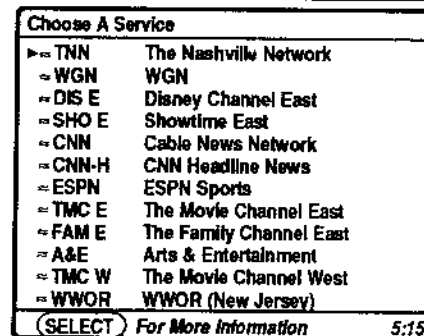 Choose A Service
►≈ TNN The Nashville Network
≈ WGN WGN
≈ DIS E Disney Channel East
≈ SHO E Showtime East
≈ CNN Cable News Network
≈ CNN-H CNN Headline News
≈ ESPN ESPN Sports
≈ TMC E The Movie Channel East
≈ FAM E The Family Channel East
≈ A&E Arts & Entertainment
≈ TMC W The Movie Channel West
≈ WWOR WWOR (New Jersey)
SELECT For More Information 5:15